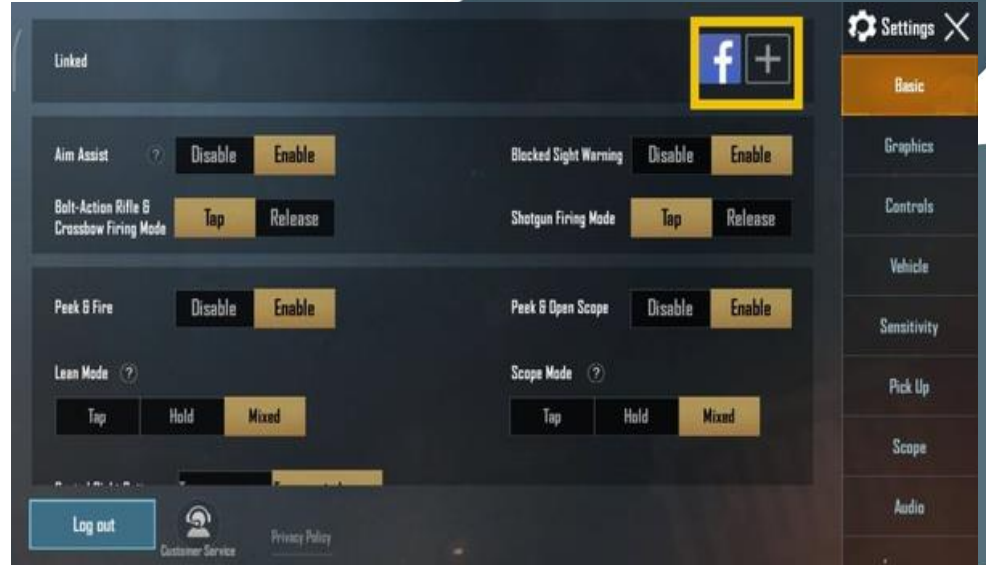 Settings
Linked
Basic
Aim Assist ? Disable Enable
Blocked Sight Warning Disable Enable
Graphics
Bolt-Action Rifle &
Crossbow Firing Mode
Tap Release
Shotgun Firing Mode Tap Release
Controls
Vehicle
Peek & Fire Disable Enable
Peek & Open Scope Disable Enable
Sensitivity
Lean Mode ?
Scope Mode ?
Pick Up
Tap Hold Mixed
Tap Hold Mixed
Scope
Log out
Customer Service
Privacy Policy
Audio